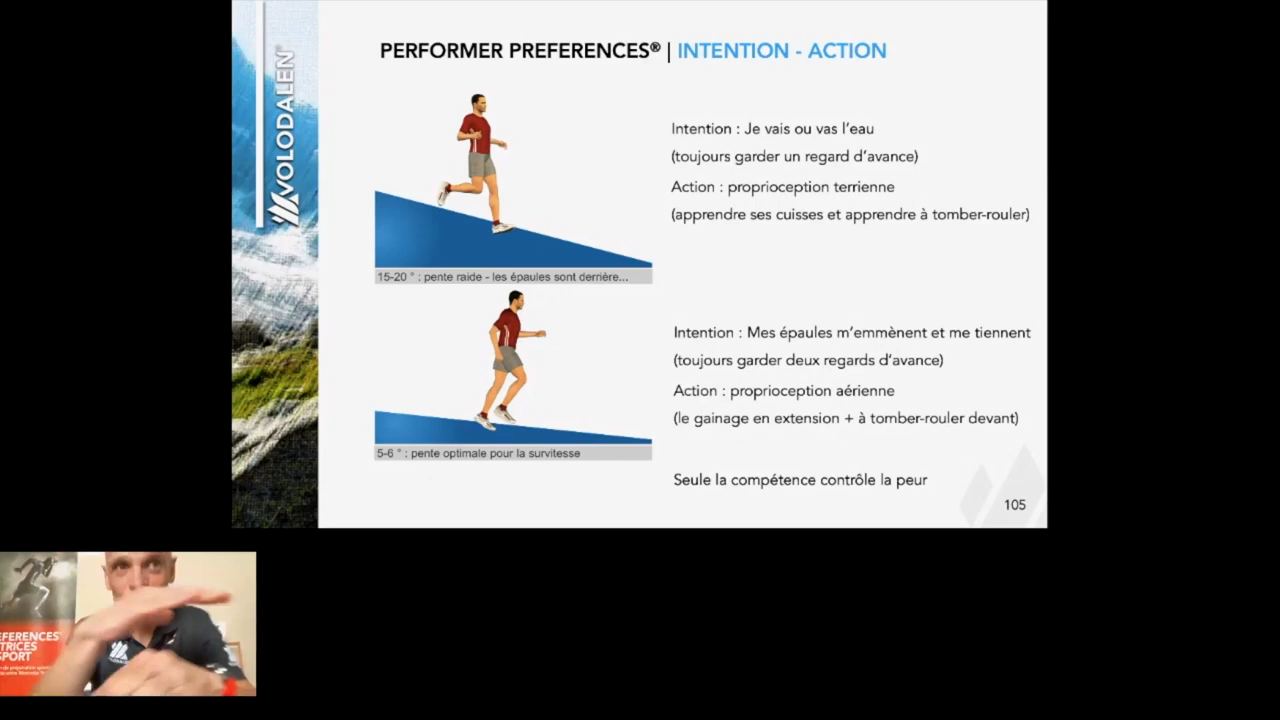 PERFORMER PREFERENCES® | INTENTION - ACTION
VOLODALEN
Intention : Je vais ou vas l’eau
(toujours garder un regard d’avance)
Action : proprioception terrienne
(apprendre ses cuisses et apprendre à tomber-rouler)
15-20 ° : pente raide - les épaules sont derrière...
Intention : Mes épaules m’emmènent et me tiennent
(toujours garder deux regards d’avance)
Action : proprioception aérienne
(le gainage en extension + à tomber-rouler devant)
5-6 ° : pente optimale pour la survitesse
Seule la compétence contrôle la peur
105
EFERENCES
TRICES
SPORT